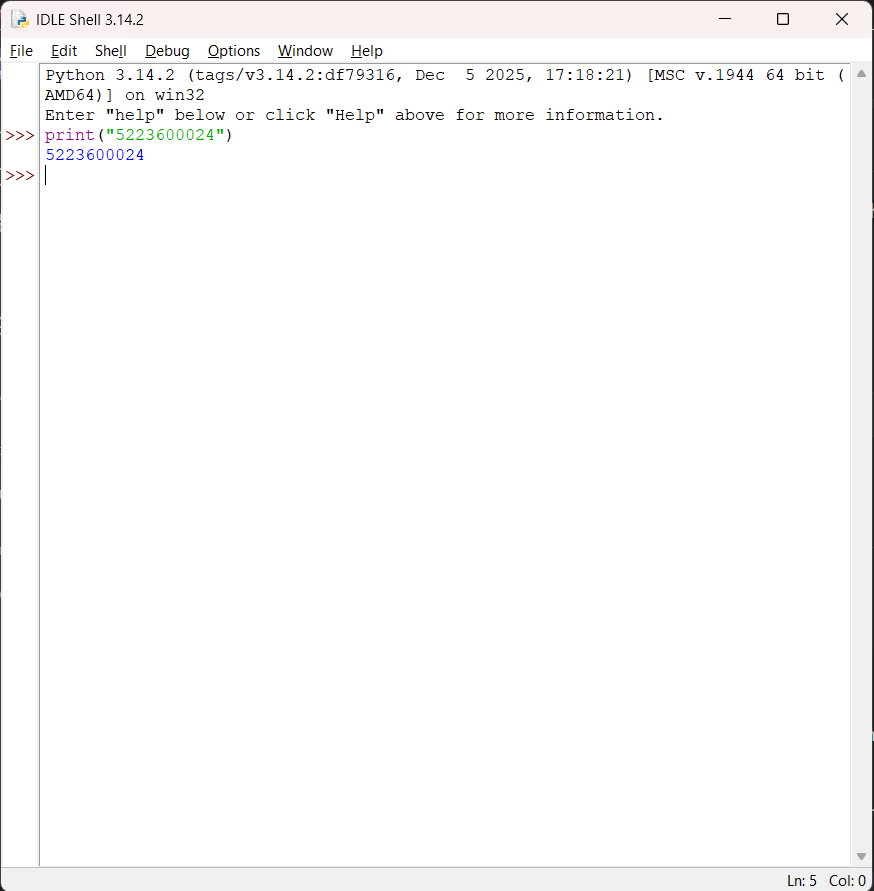 IDLE Shell 3.14.2
File Edit Shell Debug Options Window Help
Python 3.14.2 (tags/v3.14.2:df79316, Dec  5 2025, 17:18:21) [MSC v.1944 64 bit (
AMD64)] on win32
Enter "help" below or click "Help" above for more information.
>>> print("5223600024")
5223600024
>>>
Ln: 5 Col: 0